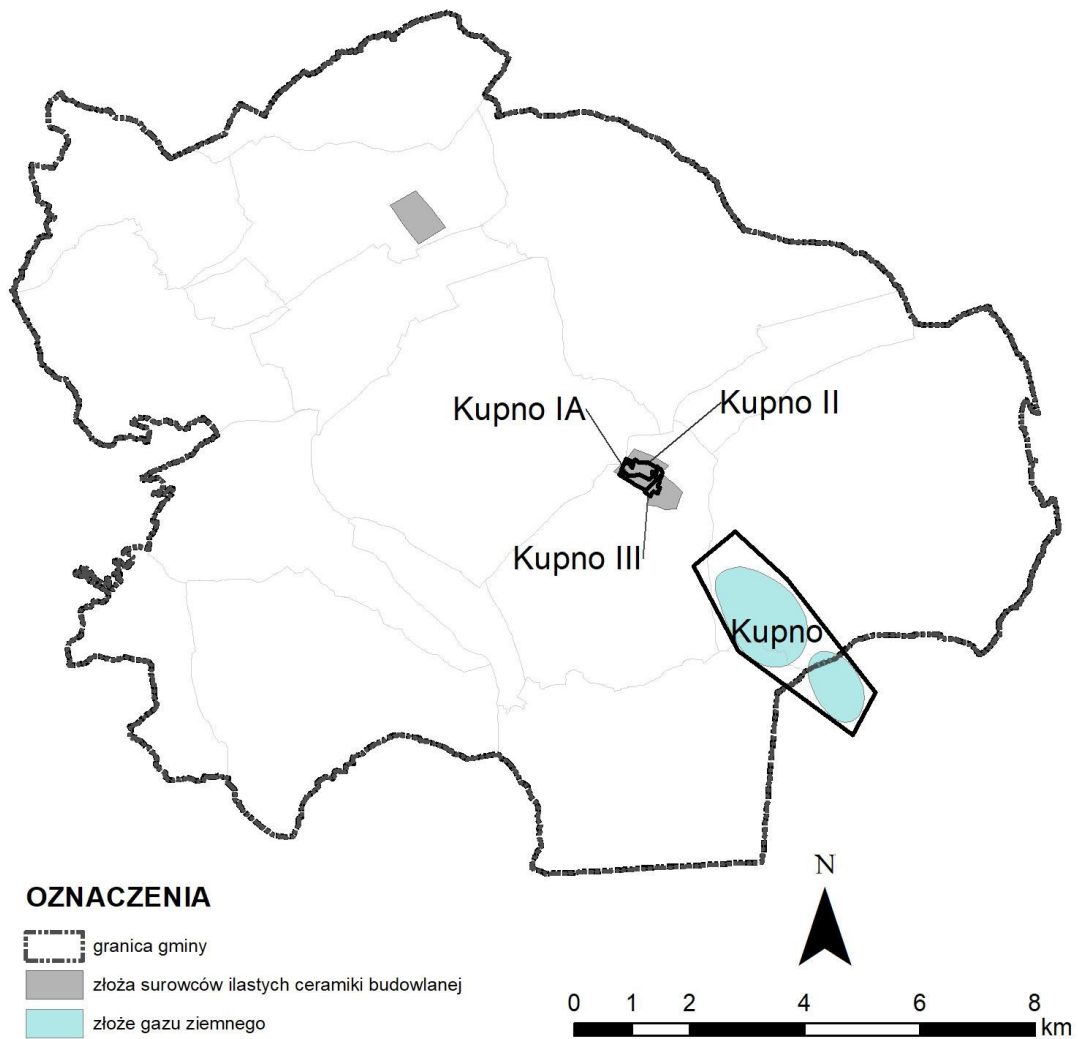 Kupno IA
Kupno II
Kupno III
Kupno
N
OZNACZENIA
granica gminy
złoża surowców ilastych ceramiki budowlanej
złoże gazu ziemnego
0 1 2 4 6 8
km